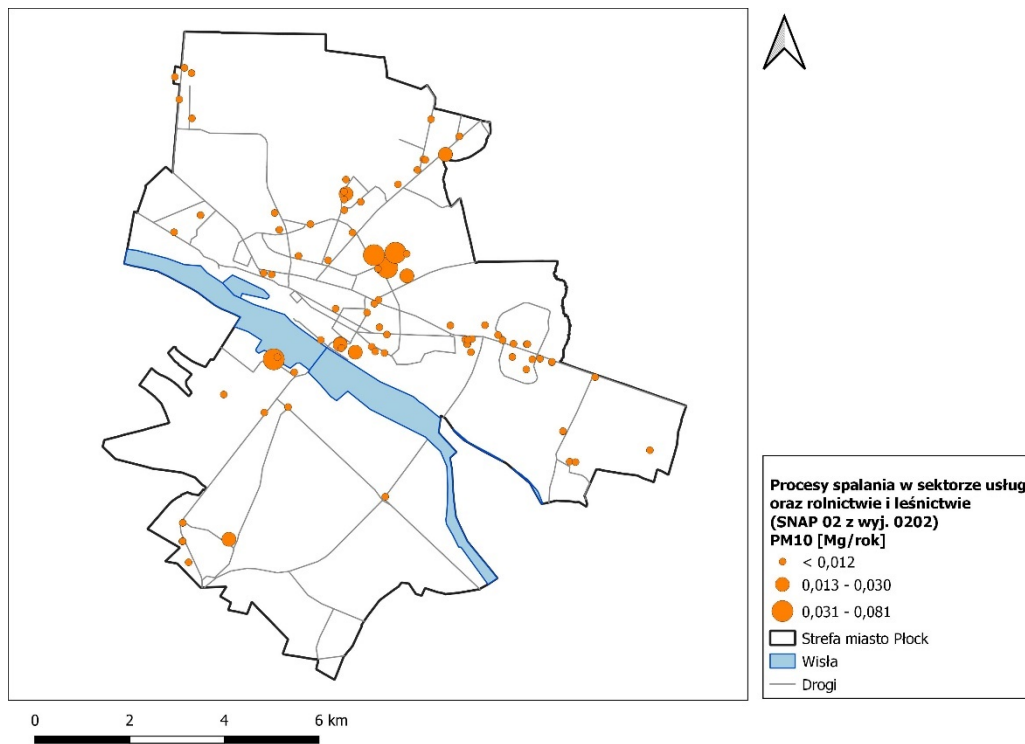 Procesy spalania w sektorze usług
oraz rolnictwie i leśnictwie
(SNAP 02 z wyj. 0202)
PM10 [Mg/rok]
< 0,012
0,013 - 0,030
0,031 - 0,081
Strefa miasto Płock
Wisła
Drogi
0 2 4 6 km